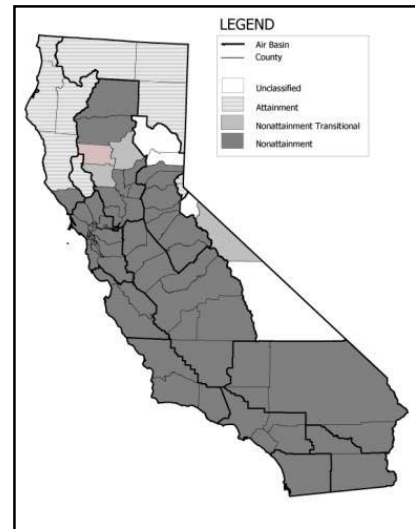 LEGEND
Air Basin
County
Unclassified
Attainment
Nonattainment Transitional
Nonattainment